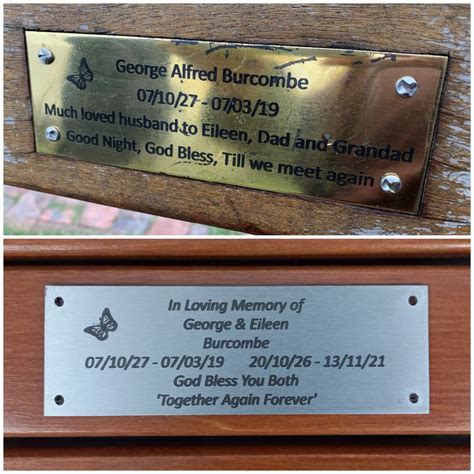 George Alfred Burcombe
07/10/27 - 07/03/19
Much loved husband to Eileen, Dad and Grandad
Good Night, God Bless, Till we meet again
In Loving Memory of
George & Eileen
Burcombe
07/10/27 - 07/03/19 20/10/26 - 13/11/21
God Bless You Both
'Together Again Forever'